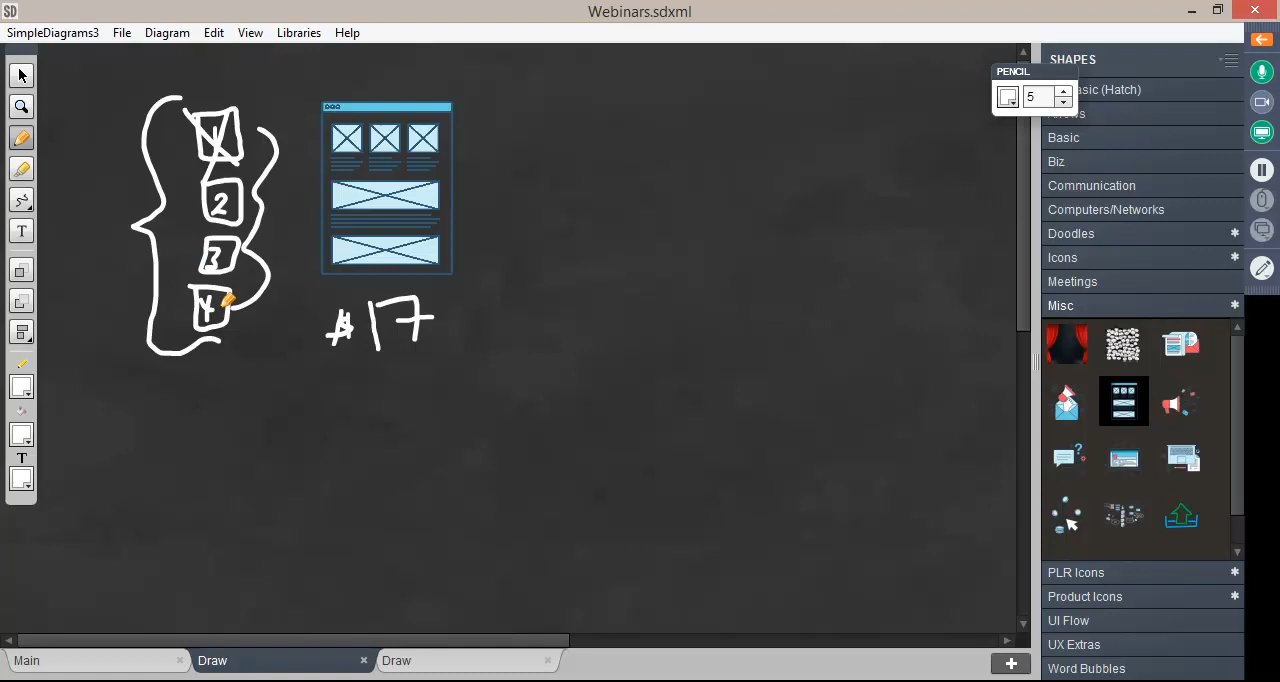 SD
Webinars.sdxml
SimpleDiagrams3 File Diagram Edit View Libraries Help
PENCIL
5
SHAPES
Basic (Hatch)
Arrows
Basic
Biz
Communication
Computers/Networks
Doodles *
Icons *
Meetings
Misc
PLR Icons *
Product Icons *
UI Flow
UX Extras
Word Bubbles
T
T
1
2
3
4
$17
Main ×
Draw ×
Draw ×
+